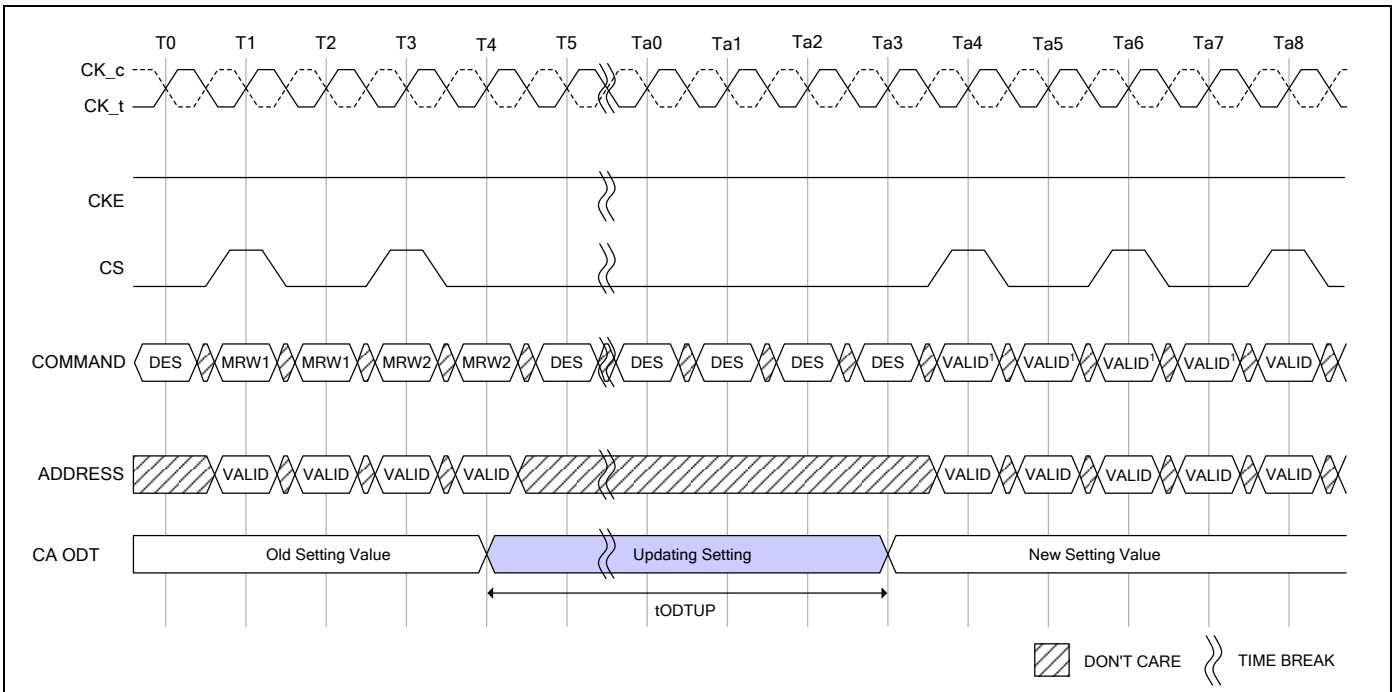 T0 T1 T2 T3 T4 T5 Ta0 Ta1 Ta2 Ta3 Ta4 Ta5 Ta6 Ta7 Ta8
CK_c
CK_t
CKE
CS
COMMAND DES MRW1 MRW1 MRW2 MRW2 DES DES DES DES DES VALID¹ VALID¹ VALID¹ VALID¹ VALID
ADDRESS VALID VALID VALID VALID VALID VALID VALID VALID VALID
CA ODT Old Setting Value Updating Setting New Setting Value
tODTUP
DON'T CARE TIME BREAK